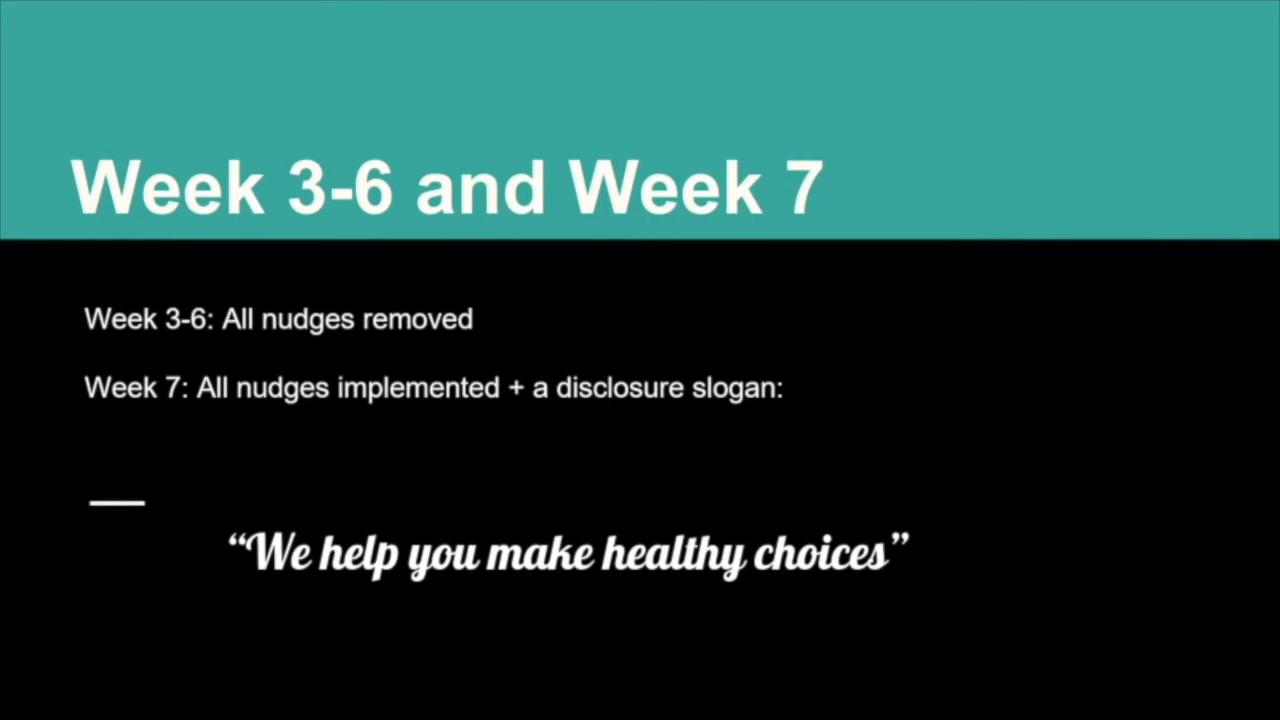 Week 3-6 and Week 7
Week 3-6: All nudges removed
Week 7: All nudges implemented + a disclosure slogan:
“We help you make healthy choices”